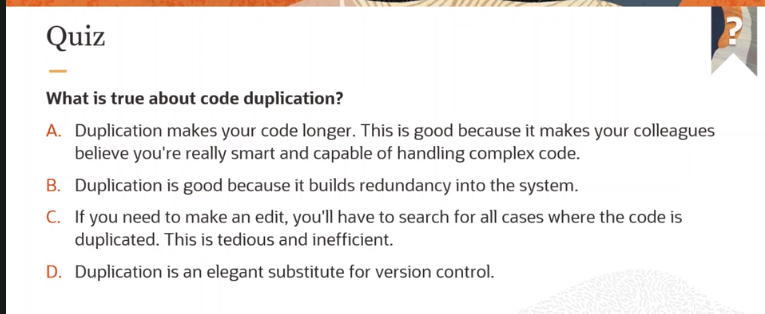 ?
Quiz
What is true about code duplication?
A. Duplication makes your code longer. This is good because it makes your colleagues
believe you're really smart and capable of handling complex code.
B. Duplication is good because it builds redundancy into the system.
C. If you need to make an edit, you'll have to search for all cases where the code is
duplicated. This is tedious and inefficient.
D. Duplication is an elegant substitute for version control.